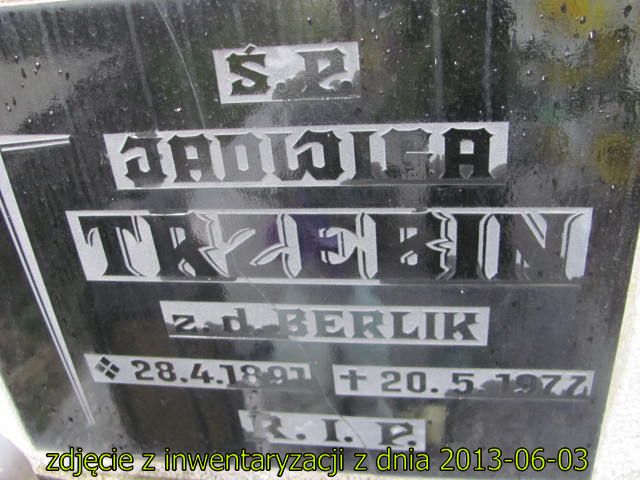 Ś.P.
JADWIGA
TRZEBIN
z.d. BERLIK
28.4.1891 + 20.5.1977
R.I.P.
zdjęcie z inwentaryzacji z dnia 2013-06-03